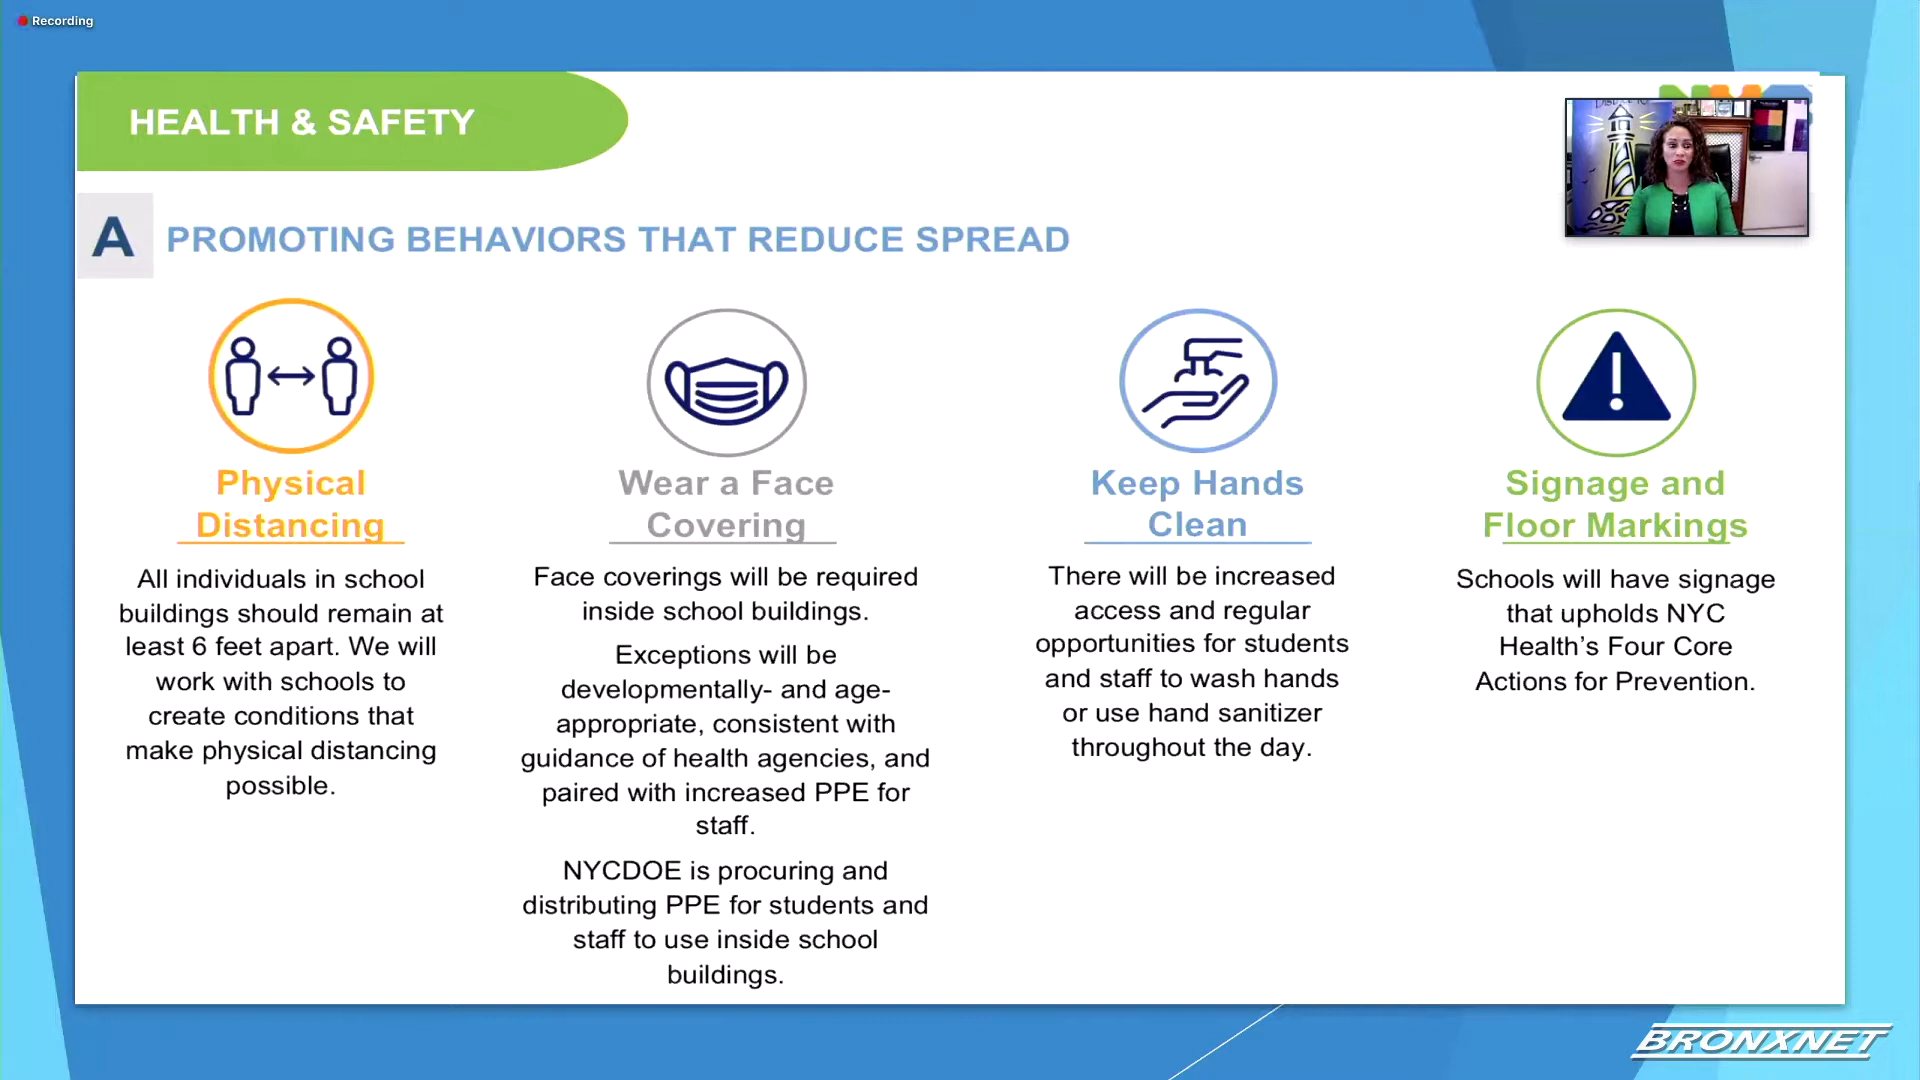 Recording
HEALTH & SAFETY
A
PROMOTING BEHAVIORS THAT REDUCE SPREAD
Physical
Distancing
All individuals in school
buildings should remain at
least 6 feet apart. We will
work with schools to
create conditions that
make physical distancing
possible.
Wear a Face
Covering
Face coverings will be required
inside school buildings.
Exceptions will be
developmentally- and age-
appropriate, consistent with
guidance of health agencies, and
paired with increased PPE for
staff.
NYCDOE is procuring and
distributing PPE for students and
staff to use inside school
buildings.
Keep Hands
Clean
There will be increased
access and regular
opportunities for students
and staff to wash hands
or use hand sanitizer
throughout the day.
Signage and
Floor Markings
Schools will have signage
that upholds NYC
Health’s Four Core
Actions for Prevention.
BRONXNET